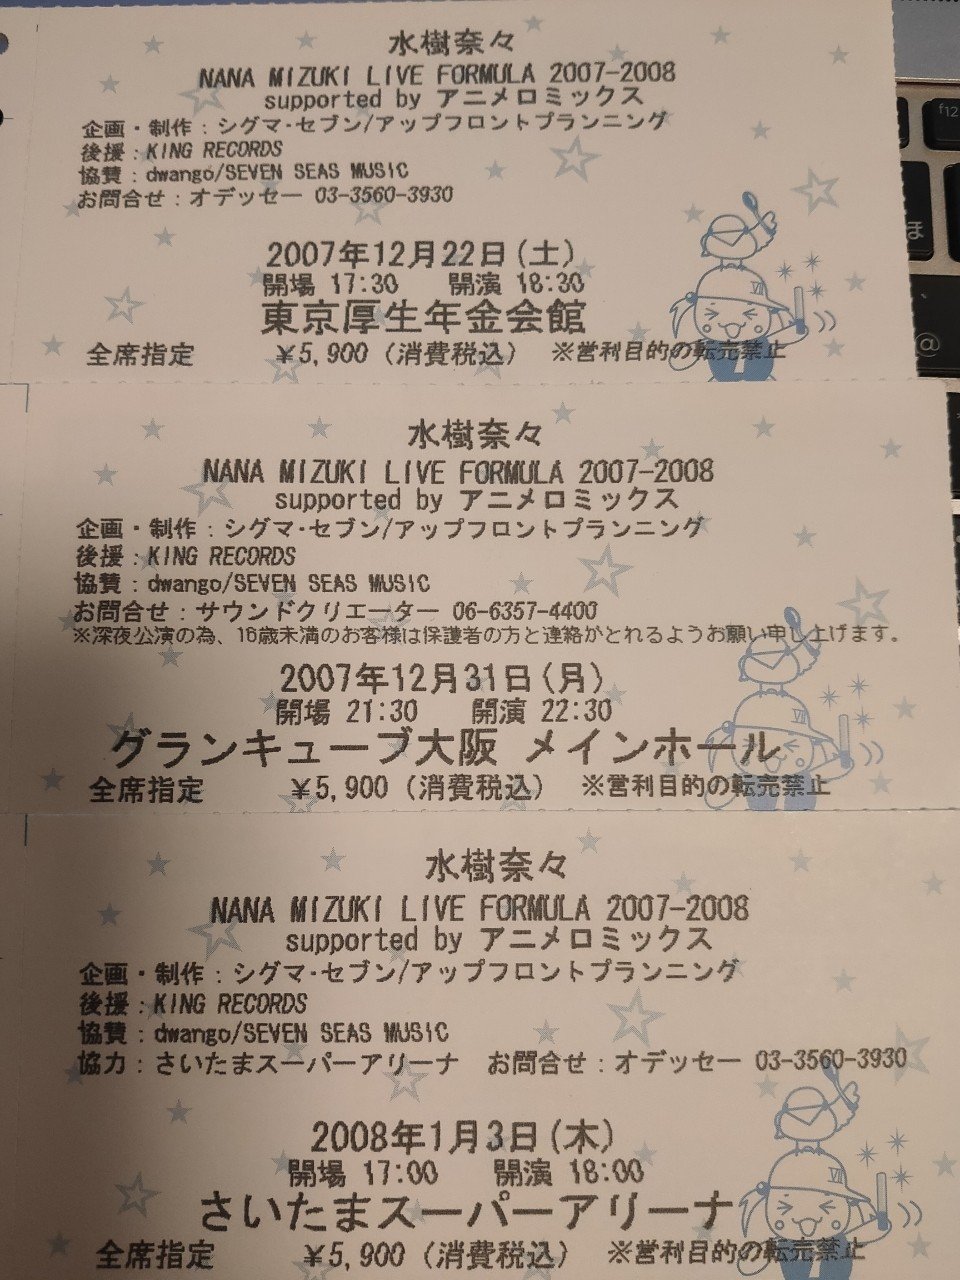 水樹奈々
NANA MIZUKI LIVE FORMULA 2007-2008
supported by アニメロミックス
企画・制作：シグマ・セブン/アップフロントプランニング
後援：KING RECORDS
協賛：dwango/SEVEN SEAS MUSIC
お問合せ：オデッセー 03-3560-3930
2007年12月22日(土)
開場 17:30 開演 18:30
東京厚生年金会館
全席指定 ¥5,900 (消費税込) ※営利目的の転売禁止
VII
水樹奈々
NANA MIZUKI LIVE FORMULA 2007-2008
supported by アニメロミックス
企画・制作：シグマ・セブン/アップフロントプランニング
後援：KING RECORDS
協賛：dwango/SEVEN SEAS MUSIC
お問合せ：サウンドクリエーター 06-6357-4400
※深夜公演の為、16歳未満のお客様は保護者の方と連絡がとれるようお願い申し上げます。
2007年12月31日(月)
開場 21:30 開演 22:30
グランキューブ大阪 メインホール
全席指定 ¥5,900 (消費税込) ※営利目的の転売禁止
VII
水樹奈々
NANA MIZUKI LIVE FORMULA 2007-2008
supported by アニメロミックス
企画・制作：シグマ・セブン/アップフロントプランニング
後援：KING RECORDS
協賛：dwango/SEVEN SEAS MUSIC
協力：さいたまスーパーアリーナ お問合せ：オデッセー 03-3560-3930
2008年1月3日(木)
開場 17:00 開演 18:00
さいたまスーパーアリーナ
全席指定 ¥5,900 (消費税込) ※営利目的の転売禁止
VII
f12
ほ
@